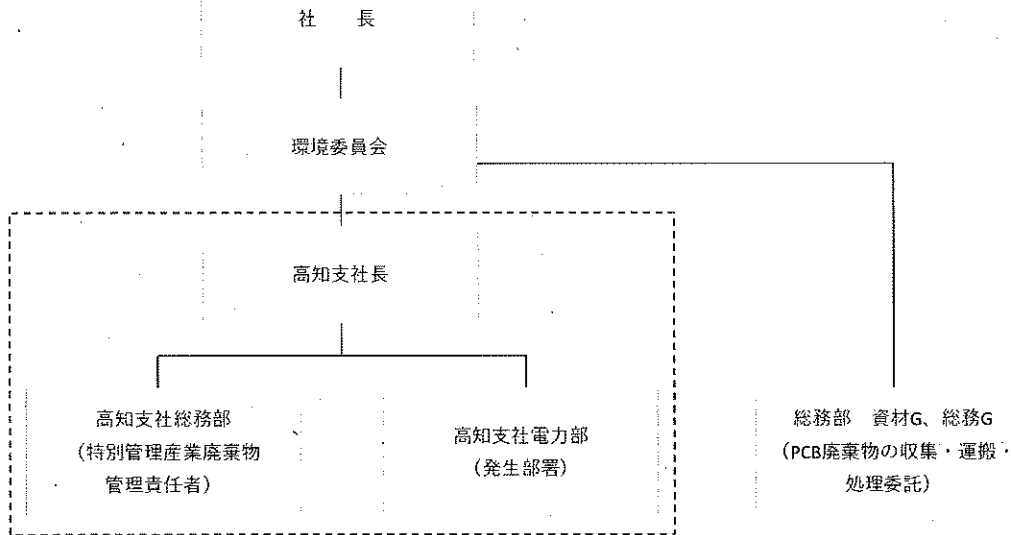 社　長
環境委員会
高知支社長
高知支社総務部
（特別管理産業廃棄物
管理責任者）
高知支社電力部
（発生部署）
総務部　資材G、総務G
（PCB廃棄物の収集・運搬・
処理委託）